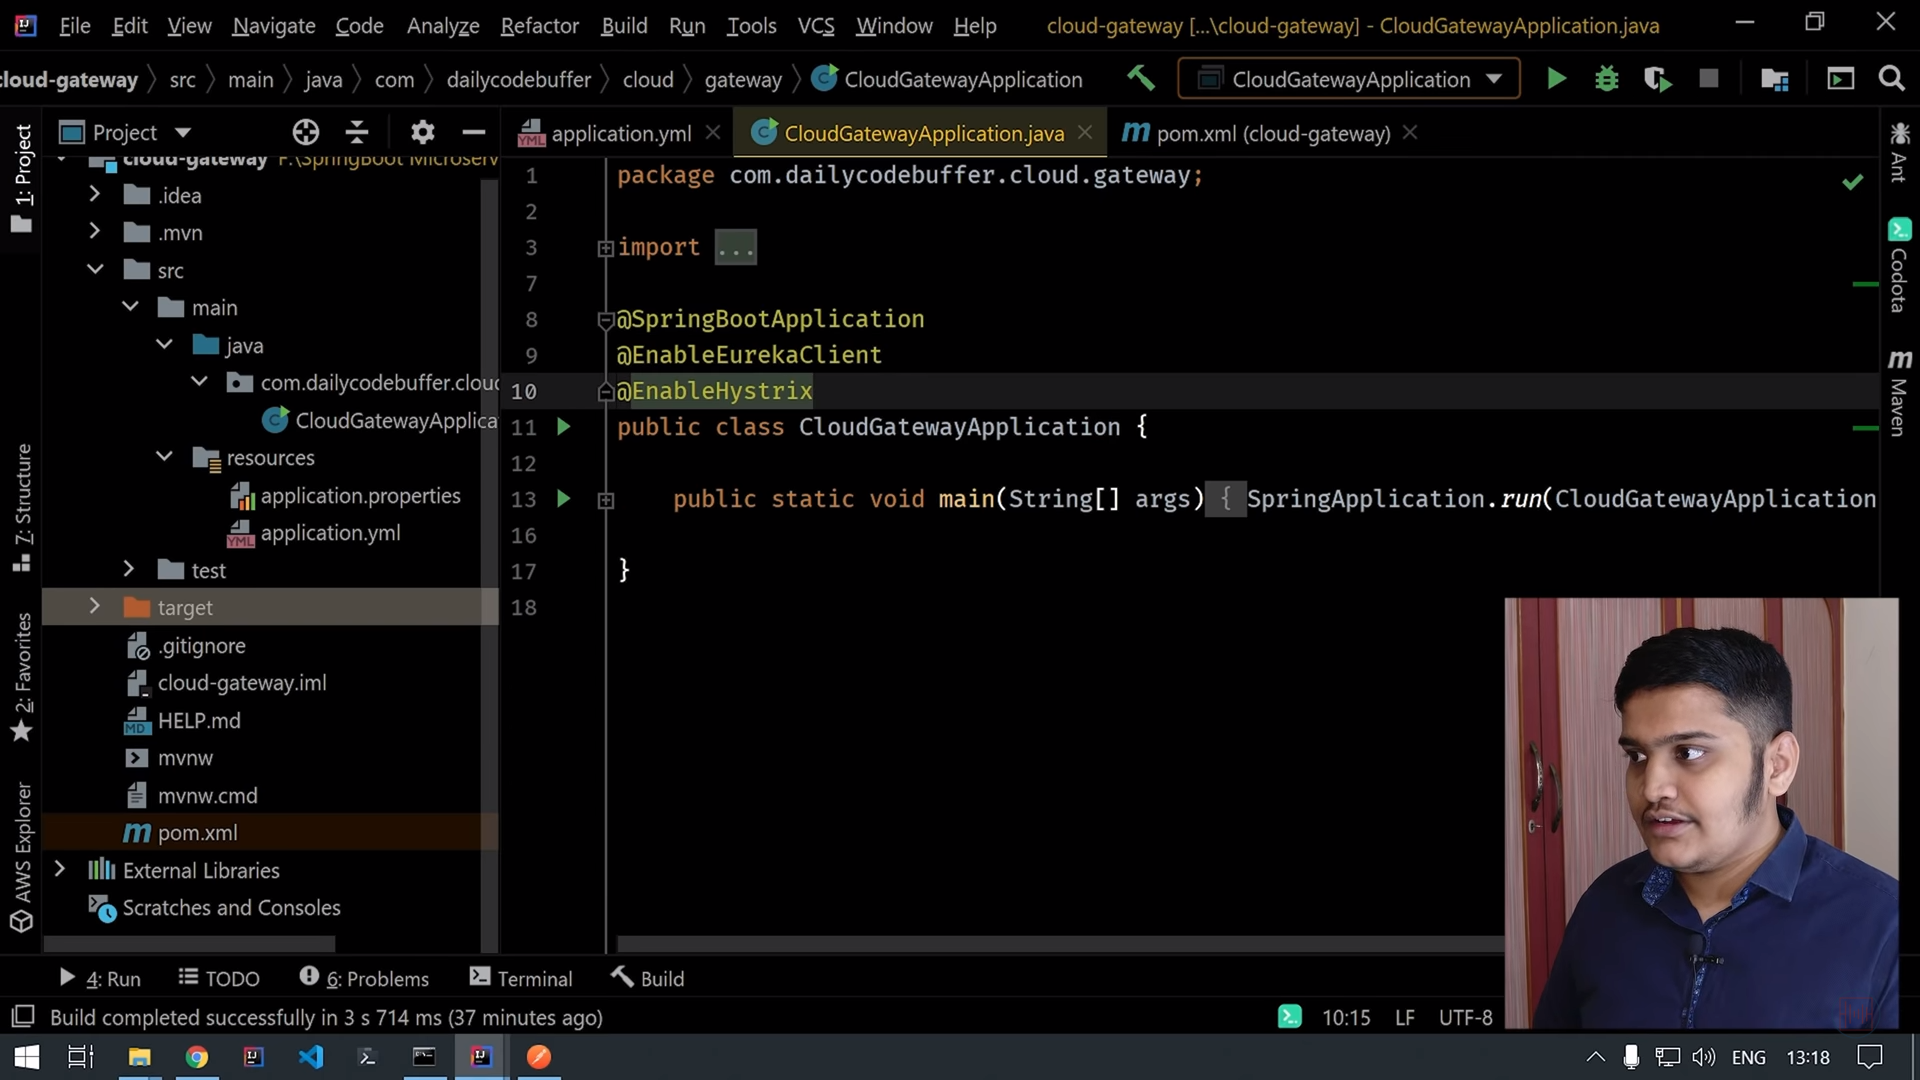 File Edit View Navigate Code Analyze Refactor Build Run Tools VCS Window Help cloud-gateway [...\cloud-gateway] - CloudGatewayApplication.java
cloud-gateway src main java com dailycodebuffer cloud gateway CloudGatewayApplication CloudGatewayApplication
Project
application.yml
CloudGatewayApplication.java
pom.xml (cloud-gateway)
cloud-gateway F:\SpringBoot Microserv
.idea
.mvn
src
main
java
com.dailycodebuffer.clou
CloudGatewayApplica
resources
application.properties
application.yml
test
target
.gitignore
cloud-gateway.iml
HELP.md
mvnw
mvnw.cmd
pom.xml
External Libraries
Scratches and Consoles
1 package com.dailycodebuffer.cloud.gateway;
2
3 import ...
7
8 @SpringBootApplication
9 @EnableEurekaClient
10 @EnableHystrix
11 public class CloudGatewayApplication {
12
13 public static void main(String[] args) { SpringApplication.run(CloudGatewayApplication
16
17 }
18
1: Project
7: Structure
2: Favorites
AWS Explorer
Ant
Codota
Maven
4: Run TODO 6: Problems Terminal Build
Build completed successfully in 3 s 714 ms (37 minutes ago) 10:15 LF UTF-8
ENG 13:18